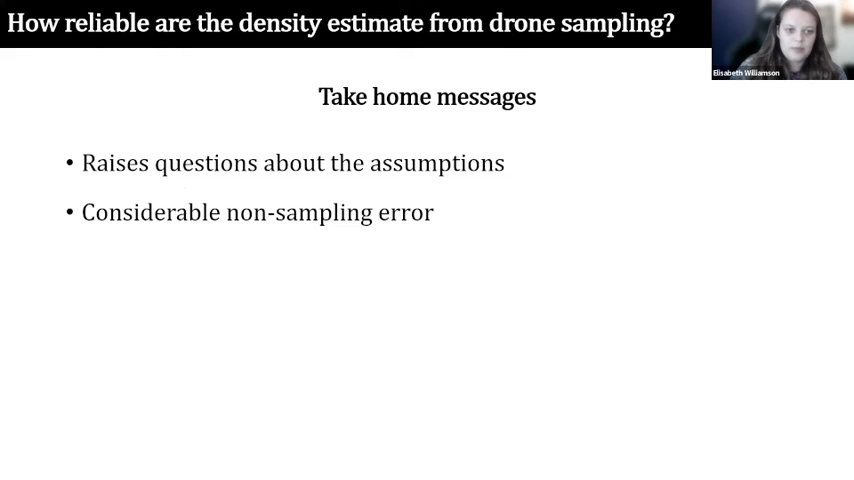 How reliable are the density estimate from drone sampling?
Elisabeth Williamson
Take home messages
• Raises questions about the assumptions
• Considerable non-sampling error